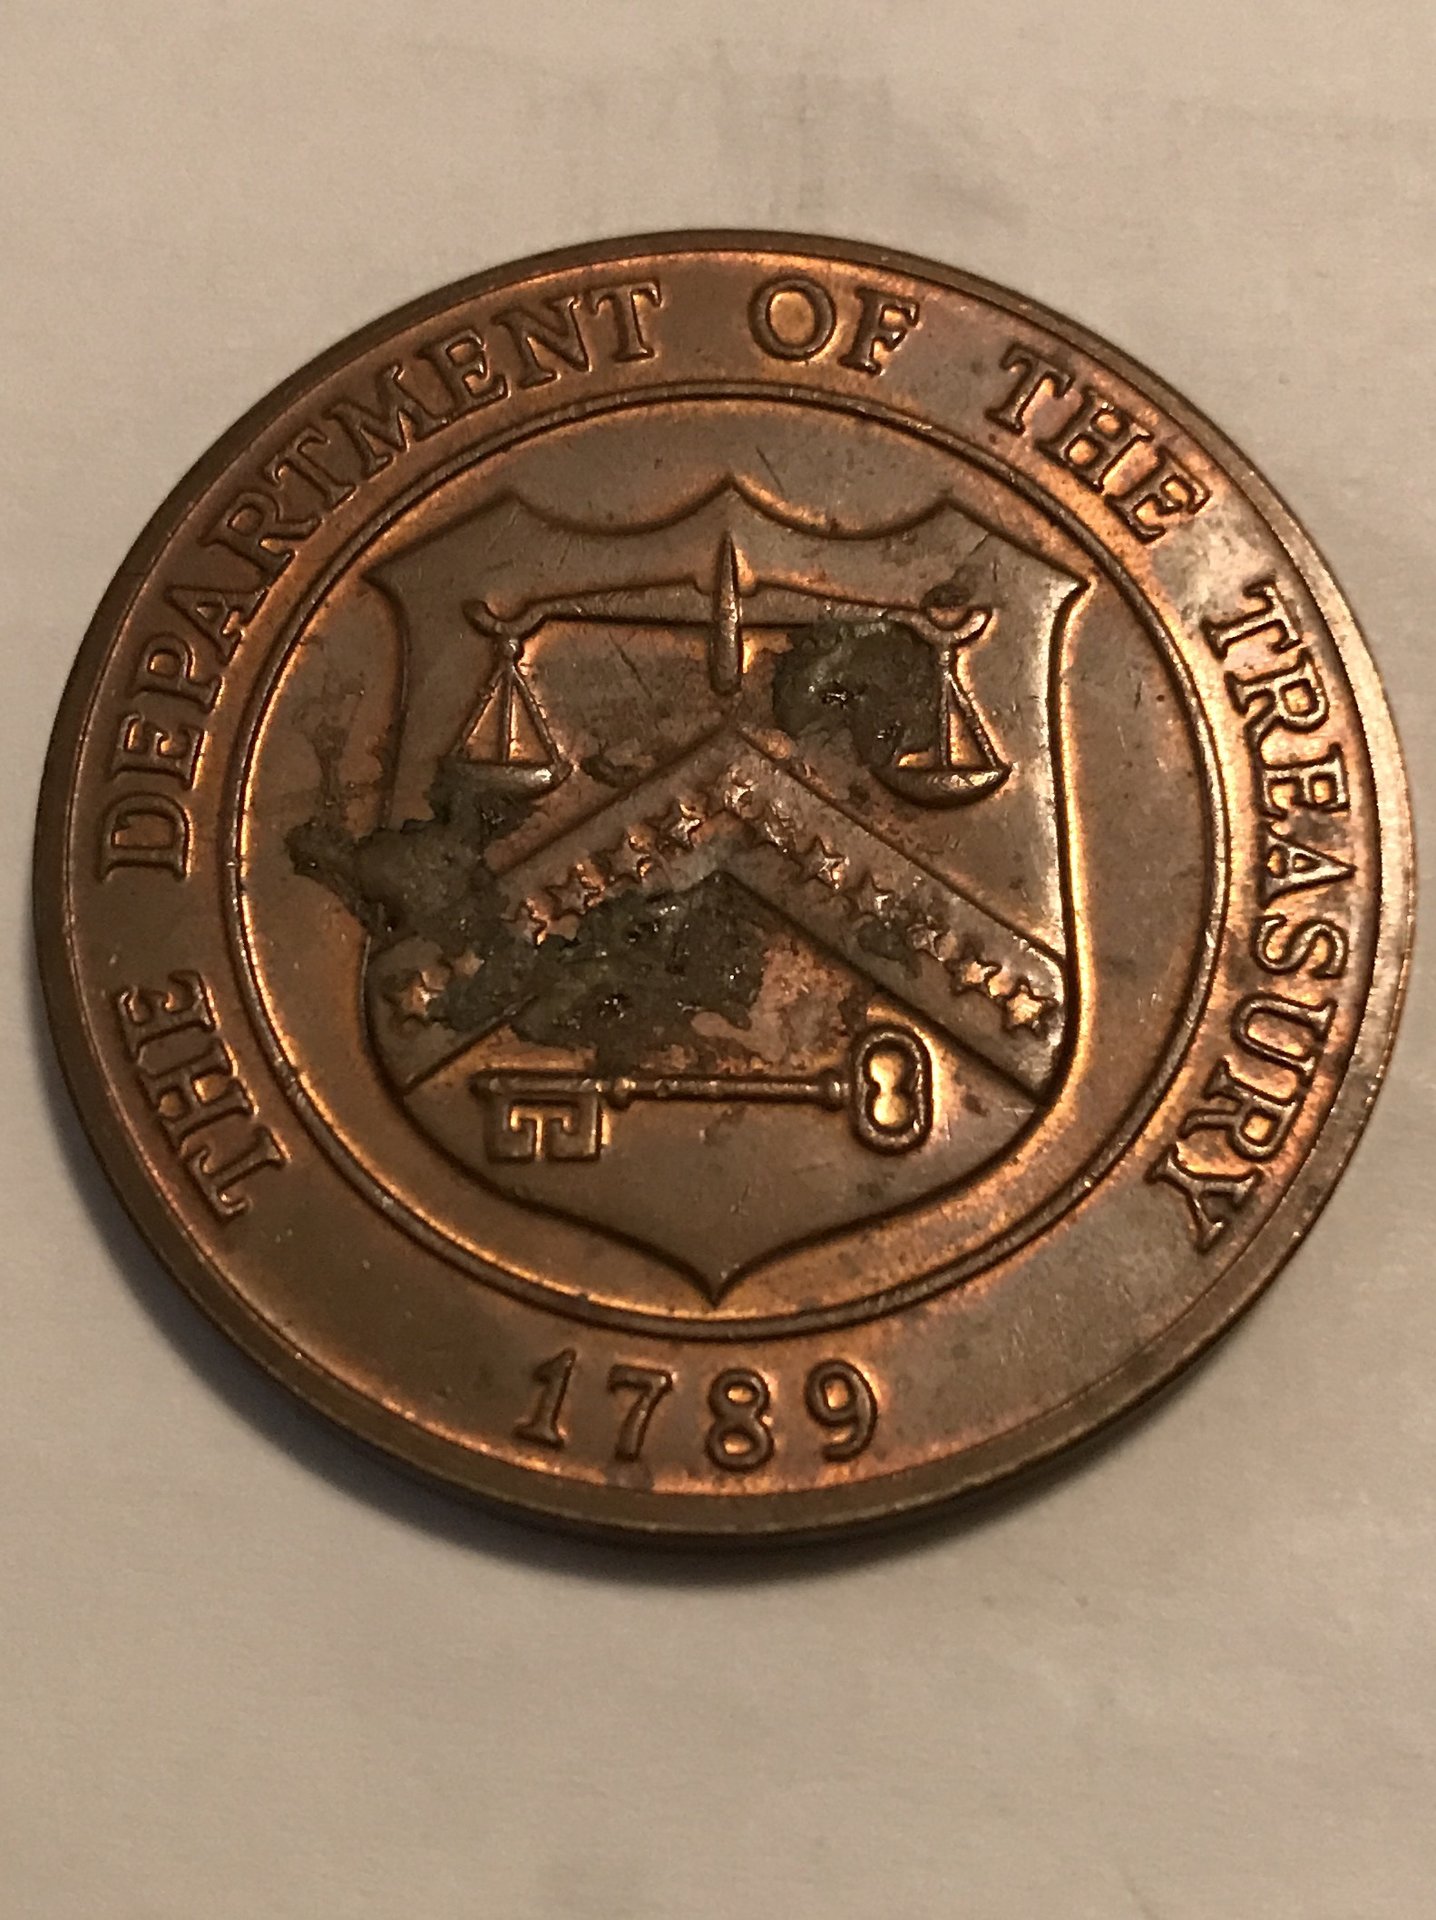 THE DEPARTMENT OF THE TREASURY
1789